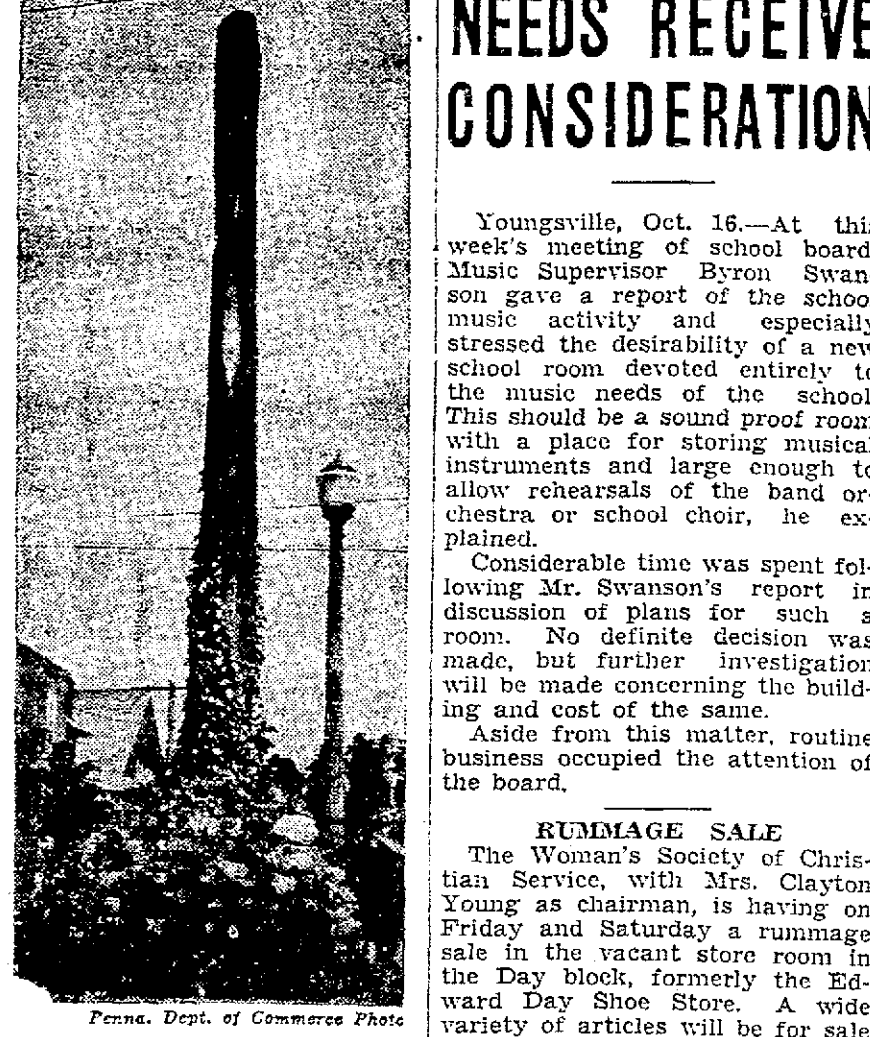 Penna. Dept. of Commerce Photo
NEEDS RECEIVE
CONSIDERATION
Youngsville, Oct. 16.—At this
week's meeting of school board
Music Supervisor Byron Swan-
son gave a report of the school
music activity and especially
stressed the desirability of a new
school room devoted entirely to
the music needs of the school
This should be a sound proof room
with a place for storing musical
instruments and large enough to
allow rehearsals of the band or-
chestra or school choir, he ex-
plained.
Considerable time was spent fol-
lowing Mr. Swanson's report in
discussion of plans for such a
room. No definite decision was
made, but further investigation
will be made concerning the build-
ing and cost of the same.
Aside from this matter, routine
business occupied the attention of
the board.
RUMMAGE SALE
The Woman's Society of Chris-
tian Service, with Mrs. Clayton
Young as chairman, is having on
Friday and Saturday a rummage
sale in the vacant store room in
the Day block, formerly the Ed-
ward Day Shoe Store. A wide
variety of articles will be for sale